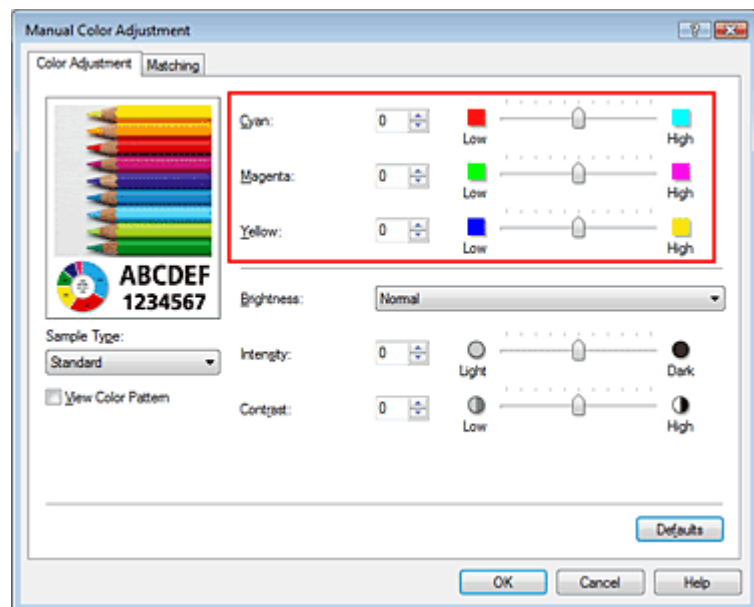 Manual Color Adjustment
Color Adjustment Matching
Cyan: 0 Low High
Magenta: 0 Low High
Yellow: 0 Low High
ABCDEF
1234567
Brightness: Normal
Sample Type:
Standard
Intensity: 0 Light Dark
View Color Pattern
Contrast: 0 Low High
Defaults
OK Cancel Help